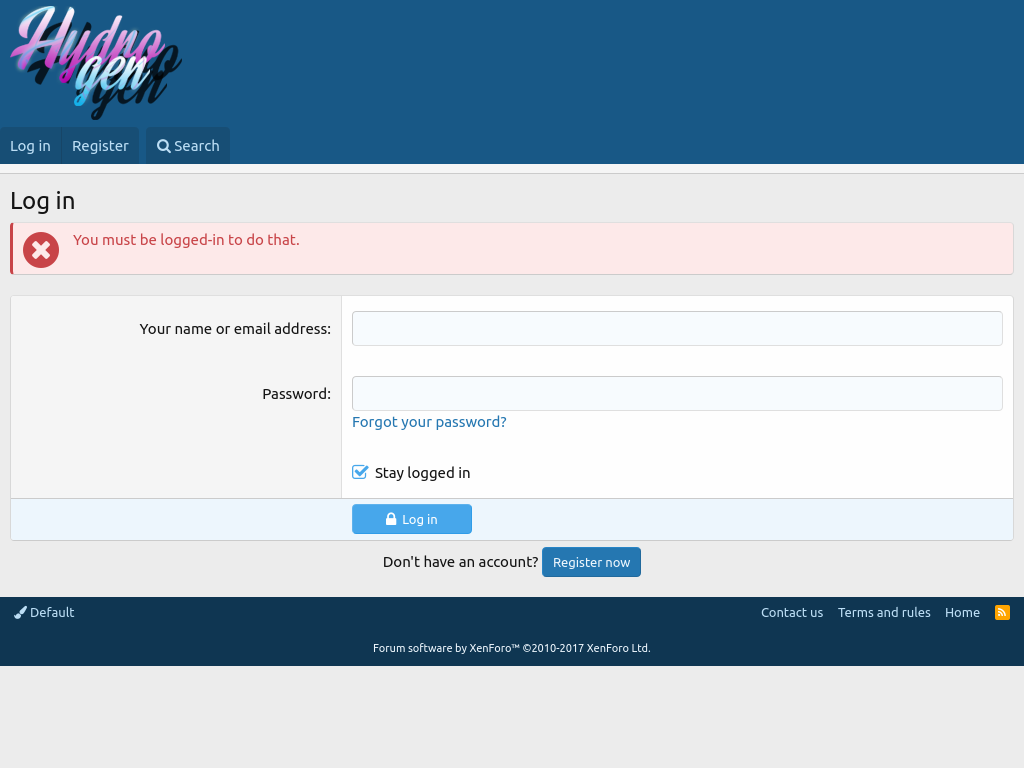 Hydro
gen
Log in
Register
Search
Log in
You must be logged-in to do that.
Your name or email address:
Password:
Forgot your password?
Stay logged in
Log in
Don't have an account? Register now
Default
Contact us
Terms and rules
Home
Forum software by XenForo™ ©2010-2017 XenForo Ltd.